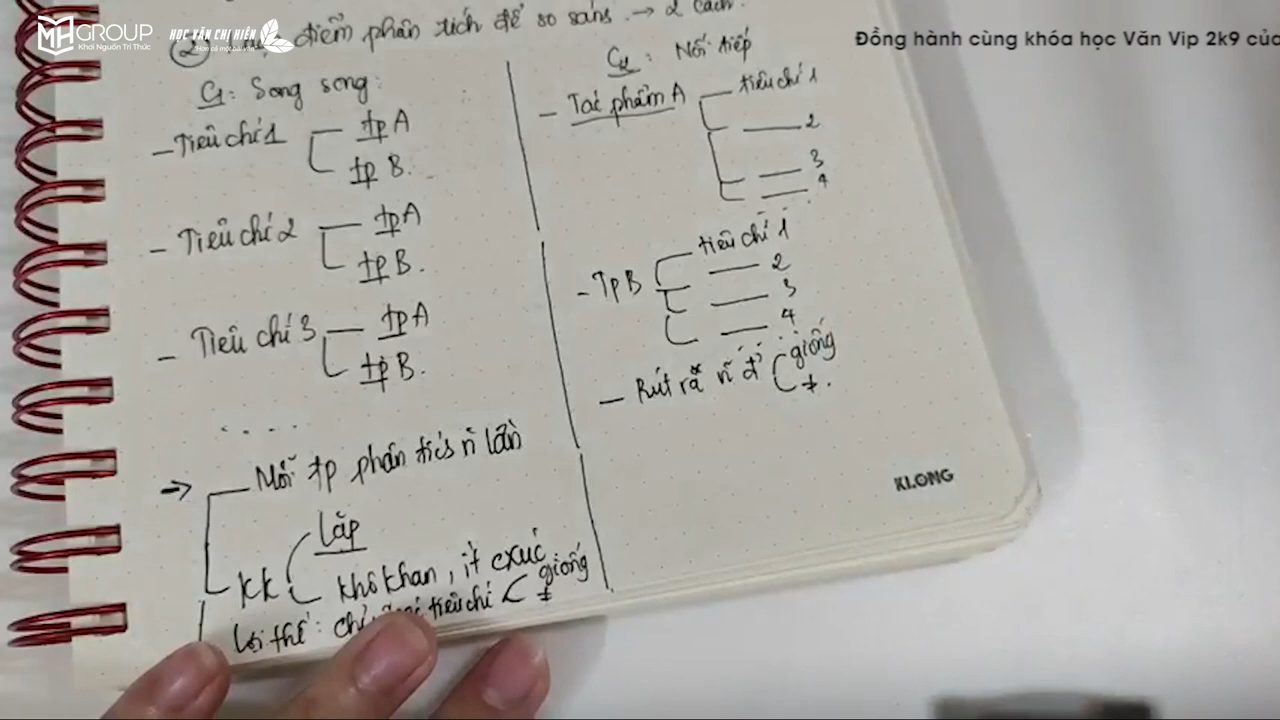 MH GROUP
Khơi Nguồn Tri Thức
HỌC VĂN CHỊ HIÊN
Đồng hành cùng khóa học Văn Vip 2k9 của
② điểm phân tích để so sánh → 2 cách.
C1: Song song:
- Tiêu chí 1
tp A
tp B.
- Tiêu chí 2
tp A
tp B.
- Tiêu chí 3
tp A
tp B.
. . . .
→ Mỗi tp phân tích n lần
KK
lặp
khô khan, ít cxúc
Lợi thế: chỉ tiêu chí < giống
≠
C2: Nối tiếp
- Tác phẩm A
tiêu chí 1
2
3
4
- Tp B
tiêu chí 1
2
3
4
- Rút ra n đ'
giống
≠.
KLONG